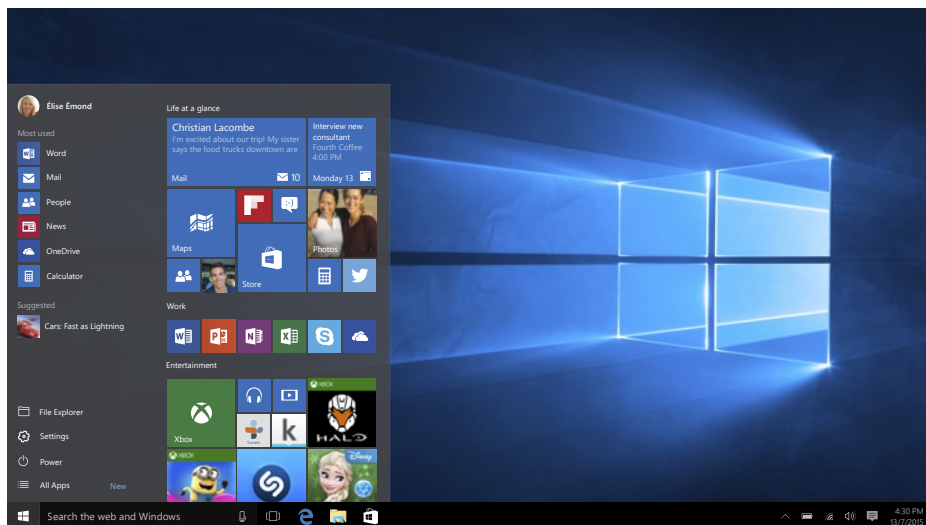 Élise Émond
Most used
Word
Mail
People
News
OneDrive
Calculator
Suggested
Cars: Fast as Lightning
File Explorer
Settings
Power
All Apps New
Life at a glance
Christian Lacombe
I'm excited about our trip! My sister
says the food trucks downtown are
Mail 10
Interview new
consultant
Fourth Coffee
4:00 PM
Monday 13
Maps
Store
Photos
Work
Entertainment
Xbox
TuneIn
k
XBOX
HALO
XBOX
Disney
Search the web and Windows
4:30 PM
13/7/2015